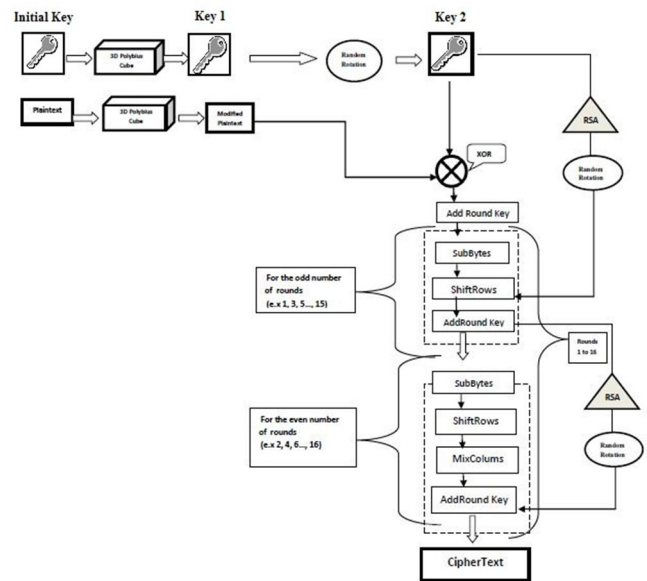 Initial Key
Key 1
Key 2
3D Polybius
Cube
Random
Rotation
Plaintext
3D Polybius
Cube
Modified
Plaintext
XOR
RSA
Random
Rotation
Add Round Key
SubBytes
ShiftRows
AddRound Key
For the odd number
of rounds
(e.x 1, 3, 5..., 15)
Rounds
1 to 16
SubBytes
ShiftRows
MixColums
AddRound Key
For the even number of
rounds
(e.x 2, 4, 6..., 16)
RSA
Random
Rotation
CipherText